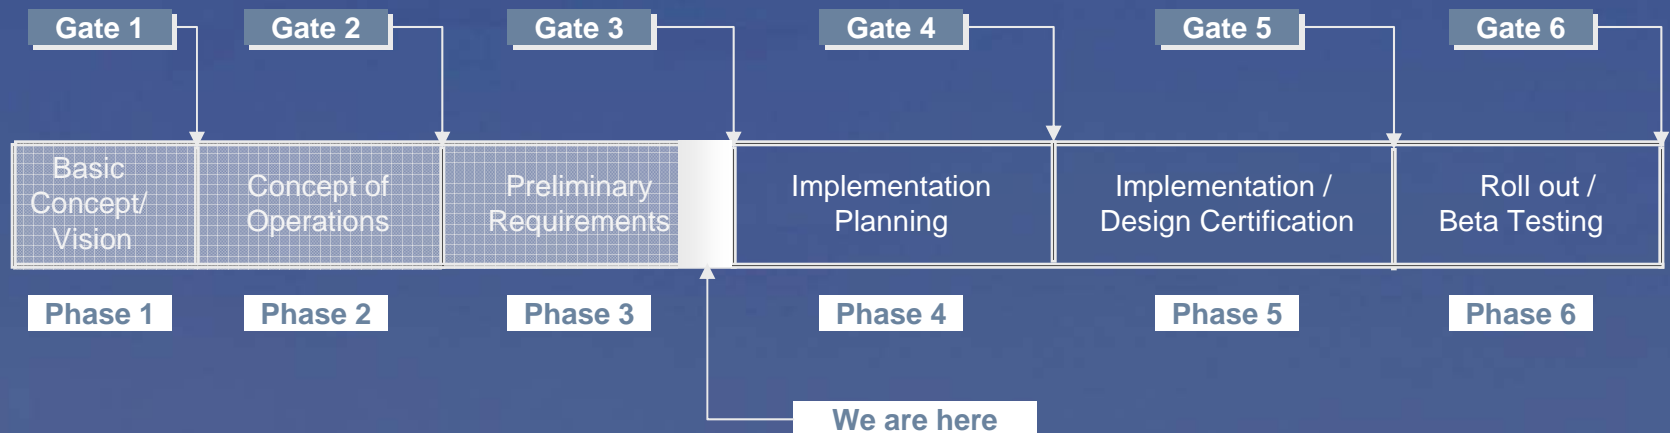 Gate 1
Gate 2
Gate 3
Gate 4
Gate 5
Gate 6
Basic
Concept/
Vision
Concept of
Operations
Preliminary
Requirements
Implementation
Planning
Implementation /
Design Certification
Roll out /
Beta Testing
Phase 1
Phase 2
Phase 3
Phase 4
Phase 5
Phase 6
We are here